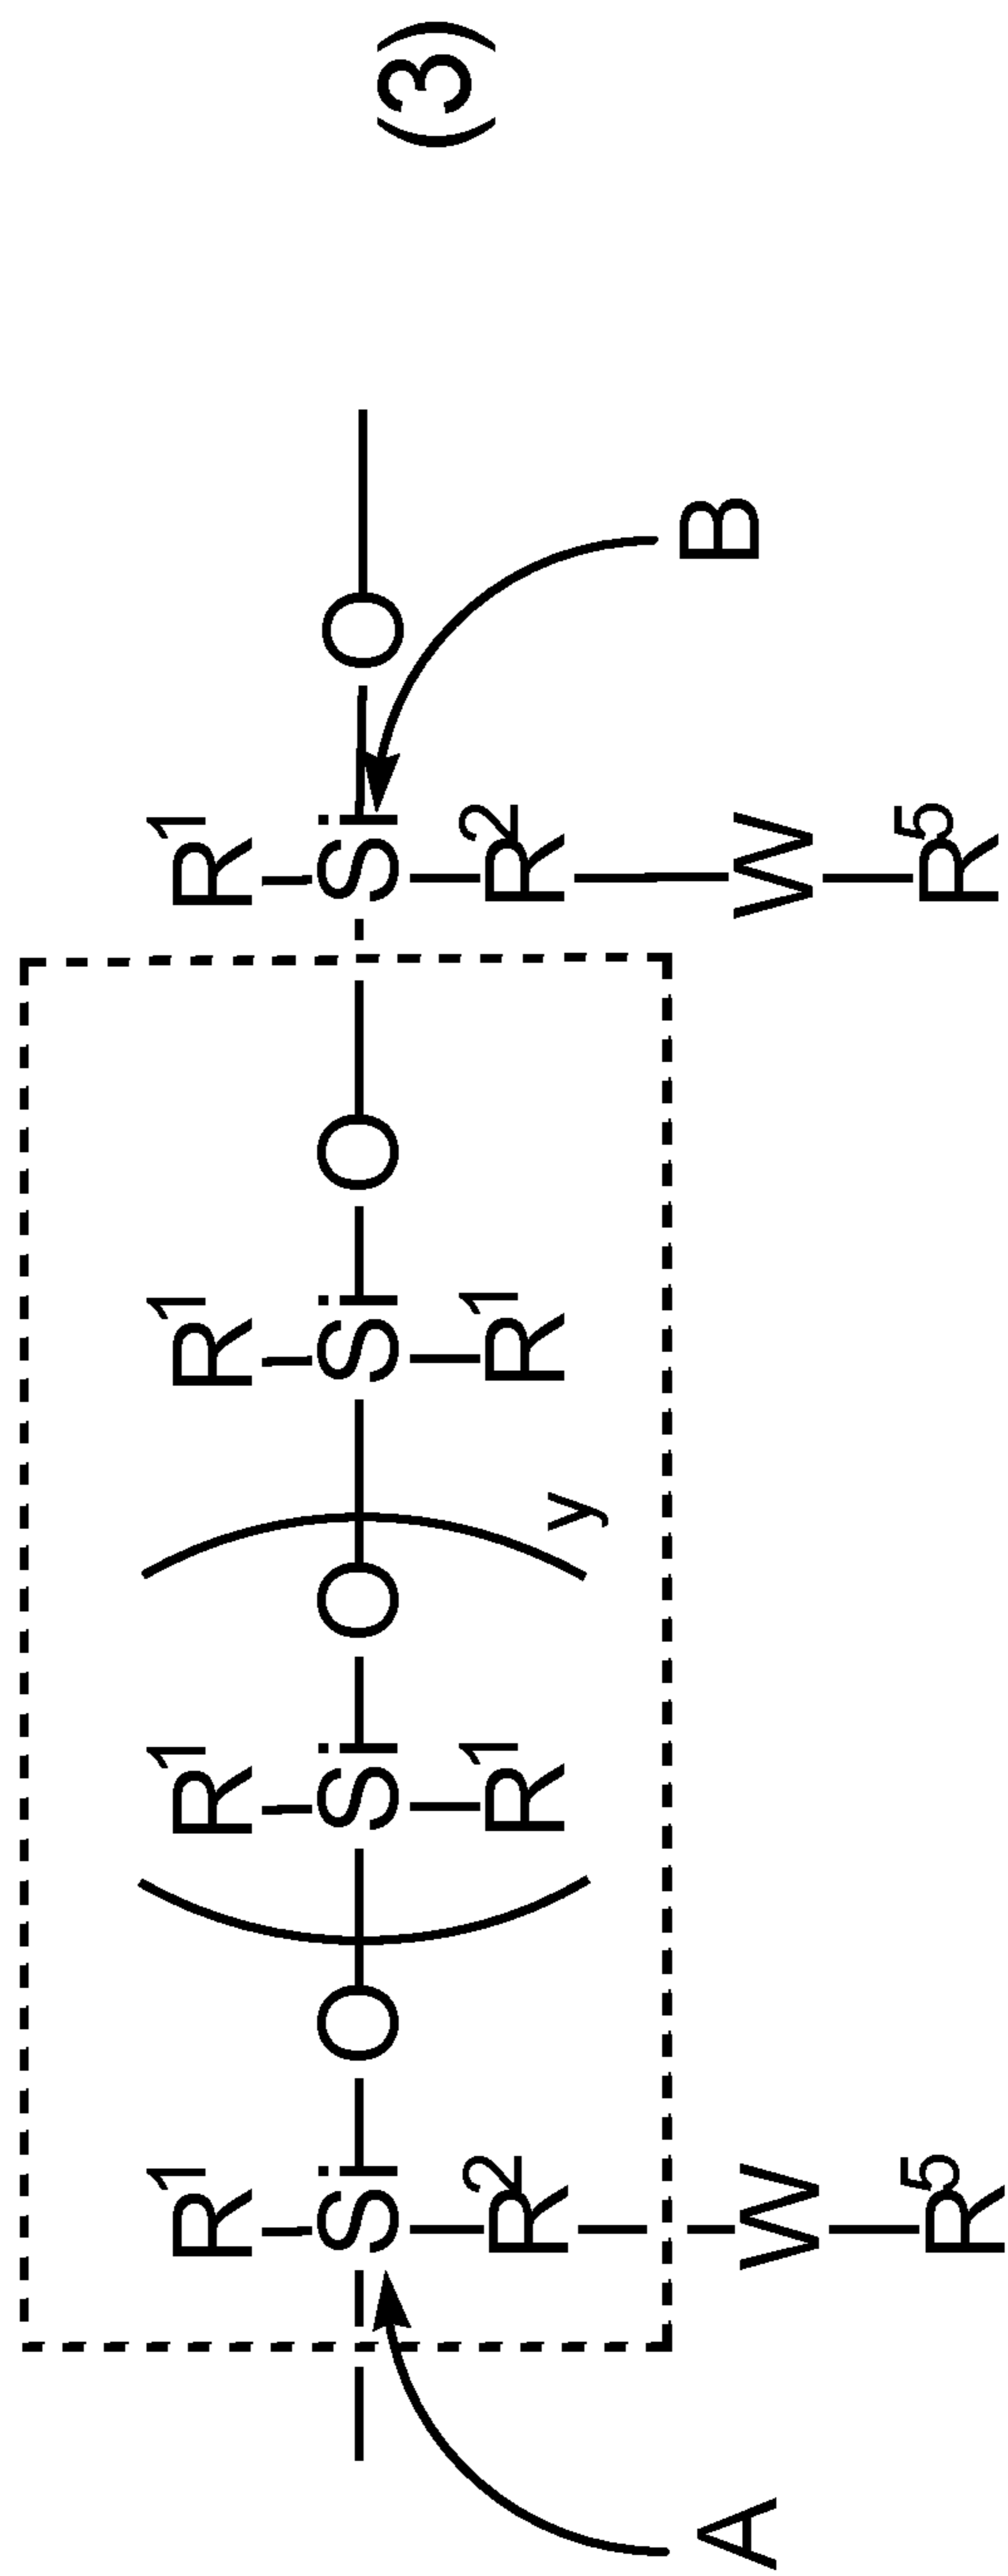 R1 R1 R1 R1
Si O Si O Si O Si O (3)
R2 R1 R1 R2
y
W W
R5 R5
A B